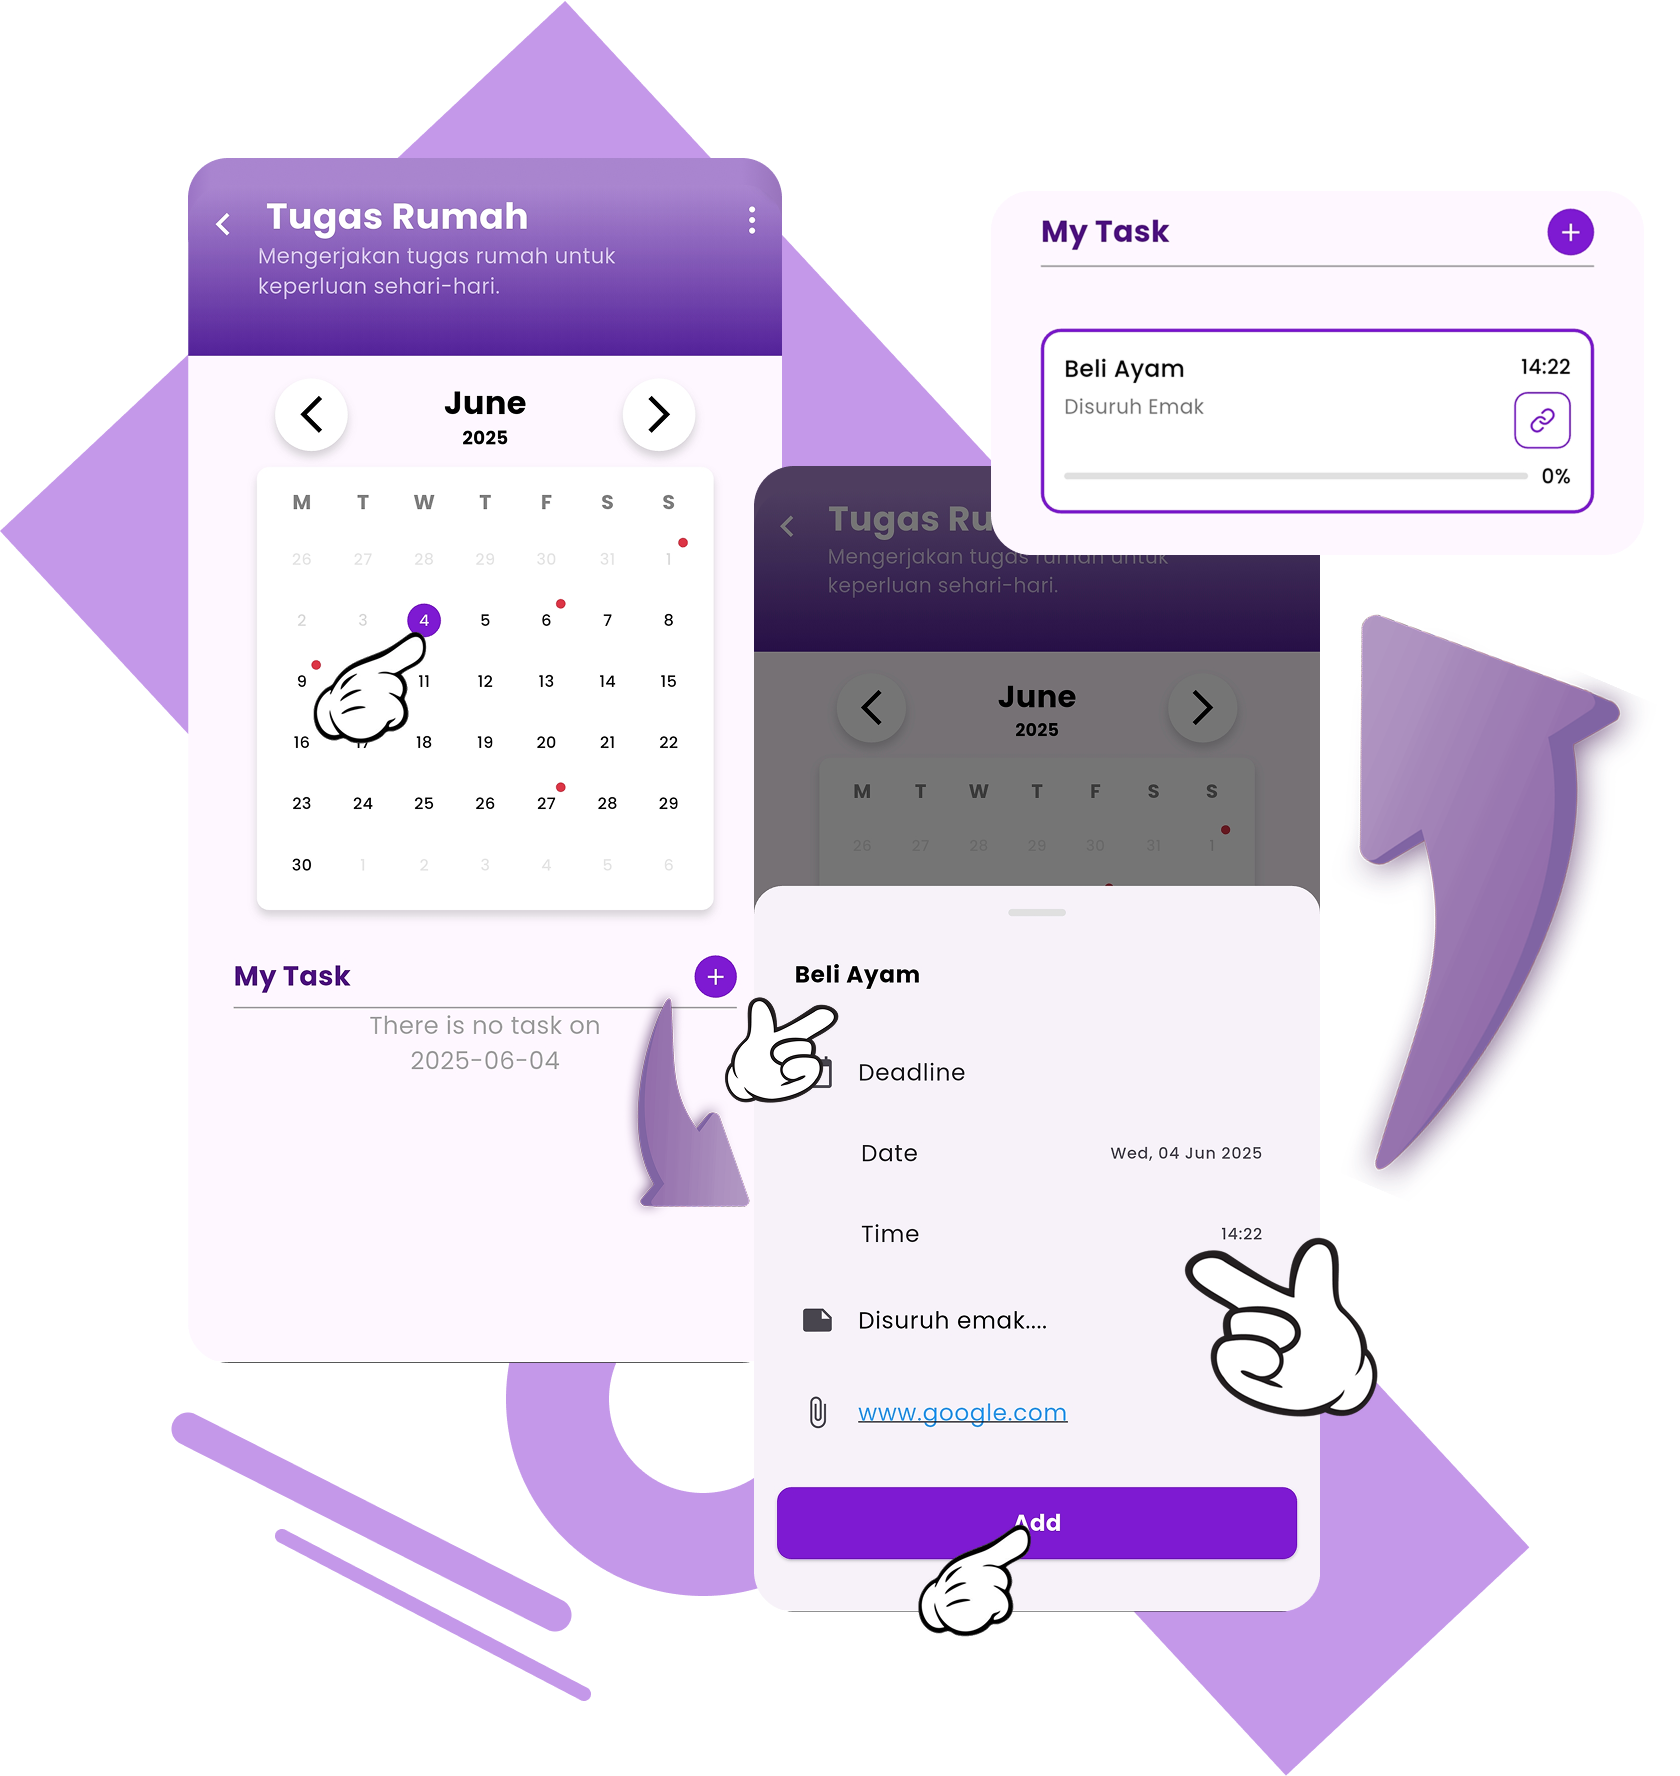 Tugas Rumah
Mengerjakan tugas rumah untuk
keperluan sehari-hari.
June
2025
M T W T F S S
26 27 28 29 30 31 1
2 3 4 5 6 7 8
9 11 12 13 14 15
16 17 18 19 20 21 22
23 24 25 26 27 28 29
30 1 2 3 4 5 6
My Task
There is no task on
2025-06-04
My Task
Beli Ayam 14:22
Disuruh Emak
0%
Tugas Ru
Mengerjakan tugas rumah untuk
keperluan sehari-hari.
June
2025
M T W T F S S
26 27 28 29 30 31 1
Beli Ayam
Deadline
Date Wed, 04 Jun 2025
Time 14:22
Disuruh emak....
www.google.com
Add